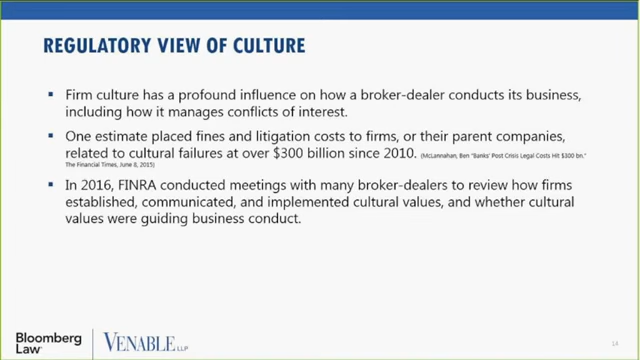 REGULATORY VIEW OF CULTURE
▪ Firm culture has a profound influence on how a broker-dealer conducts its business,
including how it manages conflicts of interest.
▪ One estimate placed fines and litigation costs to firms, or their parent companies,
related to cultural failures at over $300 billion since 2010. (McLannahan, Ben "Banks' Post Crisis Legal Costs Hit $300 bn."
The Financial Times, June 8, 2015)
▪ In 2016, FINRA conducted meetings with many broker-dealers to review how firms
established, communicated, and implemented cultural values, and whether cultural
values were guiding business conduct.
Bloomberg
Law
VENABLE LLP
14